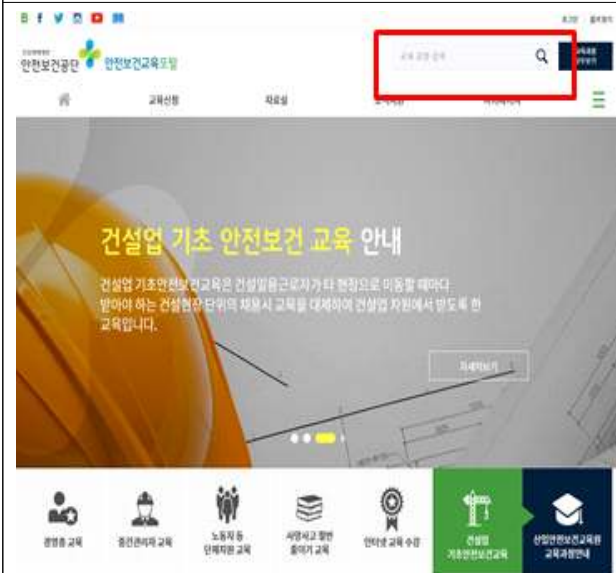 안전보건공단 안전보건교육포털
교육 과정 검색
교육신청
자료실
건설업 기초 안전보건 교육 안내
건설업 기초안전보건교육은 건설일용근로자가 타 현장으로 이동할 때마다
받아야 하는 건설현장 단위의 채용시 교육을 대체하여 건설업 차원에서 받도록 한
교육입니다.
자세히보기
경영층 교육
중간관리자 교육
노동자 등
단체지원 교육
사망사고 절반
줄이기 교육
인터넷 교육 수강
건설업
기초안전보건교육
산업안전보건교육원
교육과정안내